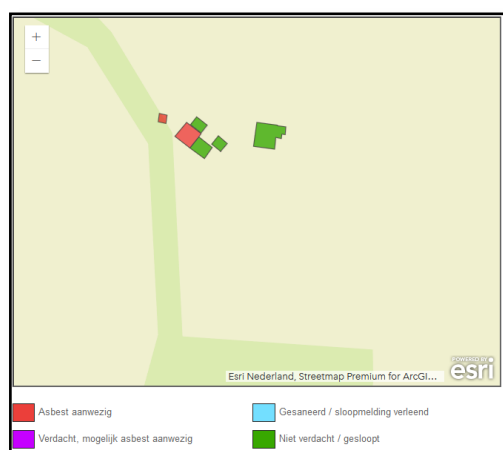 +
−
Esri Nederland, Streetmap Premium for ArcGI...
POWERED BY
esri
Asbest aanwezig
Gesaneerd / sloopmelding verleend
Verdacht, mogelijk asbest aanwezig
Niet verdacht / gesloopt